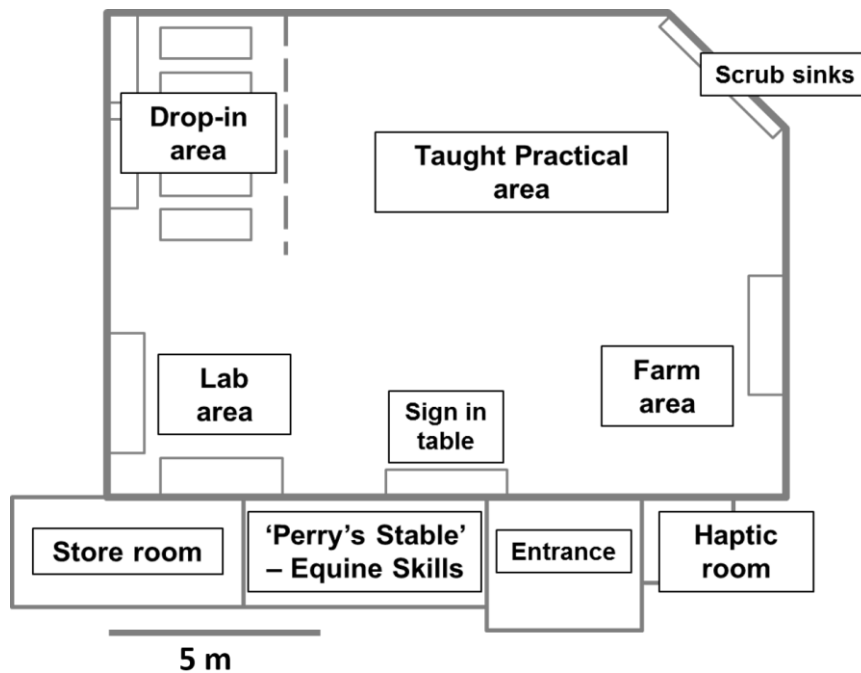 Scrub sinks
Drop-in
area
Taught Practical
area
Lab
area
Sign in
table
Farm
area
Store room
‘Perry’s Stable’
– Equine Skills
Entrance
Haptic
room
5 m